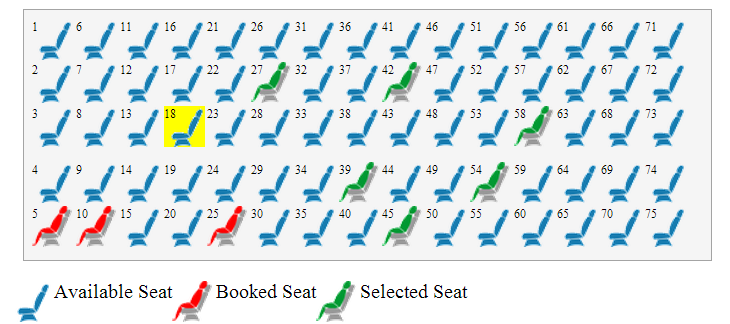 1 6 11 16 21 26 31 36 41 46 51 56 61 66 71
2 7 12 17 22 27 32 37 42 47 52 57 62 67 72
3 8 13 18 23 28 33 38 43 48 53 58 63 68 73
4 9 14 19 24 29 34 39 44 49 54 59 64 69 74
5 10 15 20 25 30 35 40 45 50 55 60 65 70 75
Available Seat Booked Seat Selected Seat